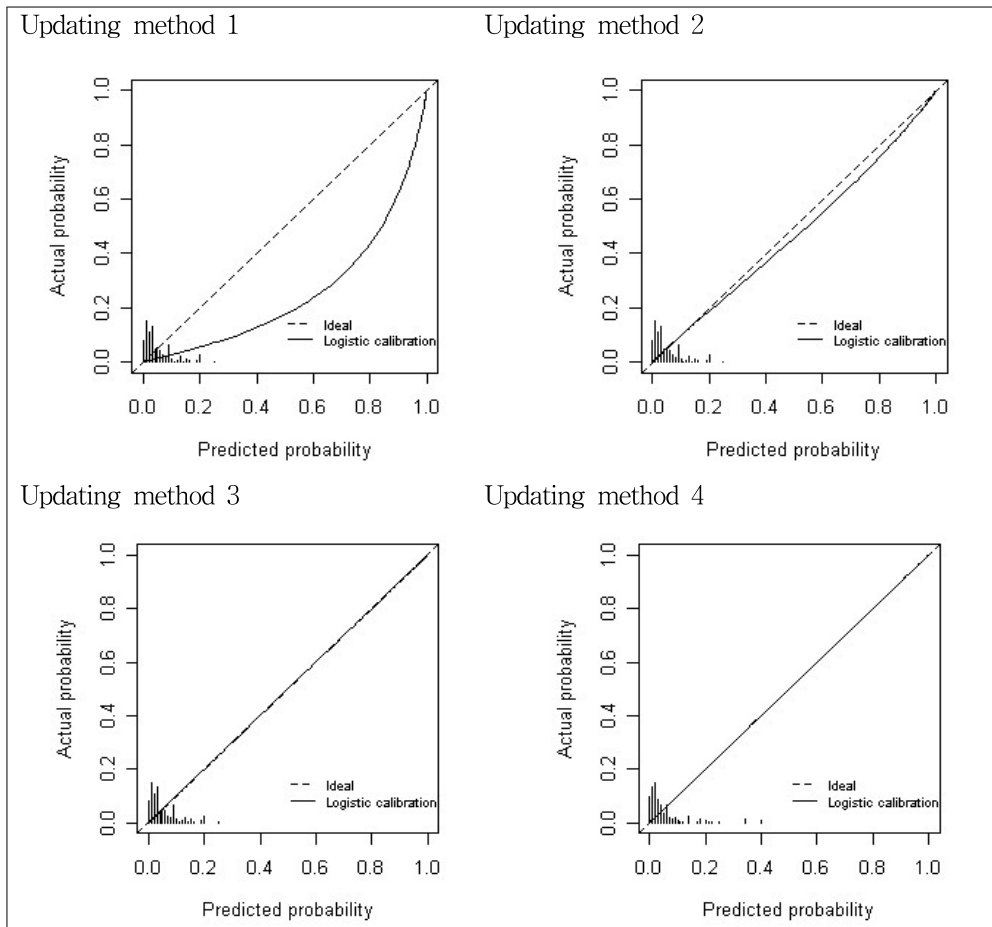 Updating method 1
Actual probability
1.0
0.8
0.6
0.4
0.2
0.0
Ideal
Logistic calibration
0.0 0.2 0.4 0.6 0.8 1.0
Predicted probability
Updating method 2
Actual probability
1.0
0.8
0.6
0.4
0.2
0.0
Ideal
Logistic calibration
0.0 0.2 0.4 0.6 0.8 1.0
Predicted probability
Updating method 3
Actual probability
1.0
0.8
0.6
0.4
0.2
0.0
Ideal
Logistic calibration
0.0 0.2 0.4 0.6 0.8 1.0
Predicted probability
Updating method 4
Actual probability
1.0
0.8
0.6
0.4
0.2
0.0
Ideal
Logistic calibration
0.0 0.2 0.4 0.6 0.8 1.0
Predicted probability